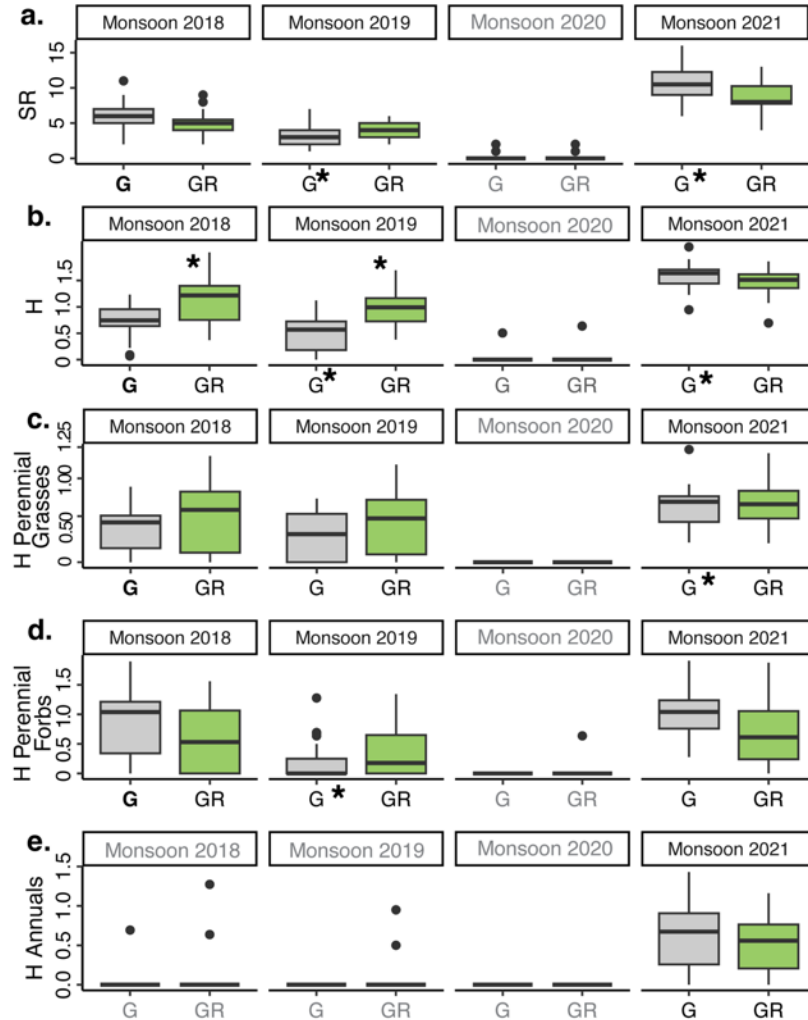 a.
Monsoon 2018 Monsoon 2019 Monsoon 2020 Monsoon 2021
SR
15
10
5
0
G GR G* GR G GR G* GR
b.
Monsoon 2018 Monsoon 2019 Monsoon 2020 Monsoon 2021
* *
H
1.5
1.0
0.5
0
G GR G* GR G GR G* GR
c.
Monsoon 2018 Monsoon 2019 Monsoon 2020 Monsoon 2021
H Perennial
Grasses
1.25
1.00
0.50
0
G GR G GR G GR G* GR
d.
Monsoon 2018 Monsoon 2019 Monsoon 2020 Monsoon 2021
H Perennial
Forbs
1.5
1.0
0.5
0
G GR G* GR G GR G GR
e.
Monsoon 2018 Monsoon 2019 Monsoon 2020 Monsoon 2021
H Annuals
1.5
1.0
0.5
0.0
G GR G GR G GR G GR